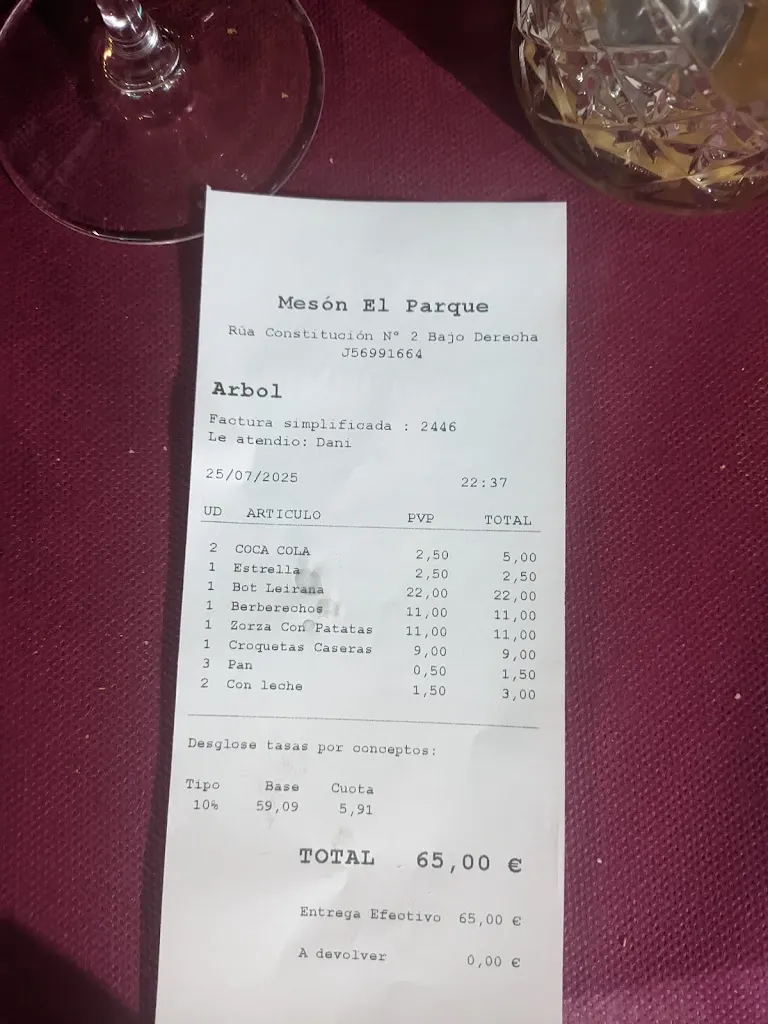 Mesón El Parque
Rúa Constitución Nº 2 Bajo Derecha
J56991664
Arbol
Factura simplificada : 2446
Le atendio: Dani
25/07/2025 22:37
UD ARTICULO PVP TOTAL
2 COCA COLA 2,50 5,00
1 Estrella 2,50 2,50
1 Bot Leirana 22,00 22,00
1 Berberechos 11,00 11,00
1 Zorza Con Patatas 11,00 11,00
1 Croquetas Caseras 9,00 9,00
3 Pan 0,50 1,50
2 Con leche 1,50 3,00
Desglose tasas por conceptos:
Tipo Base Cuota
10% 59,09 5,91
TOTAL 65,00 €
Entrega Efectivo 65,00 €
A devolver 0,00 €